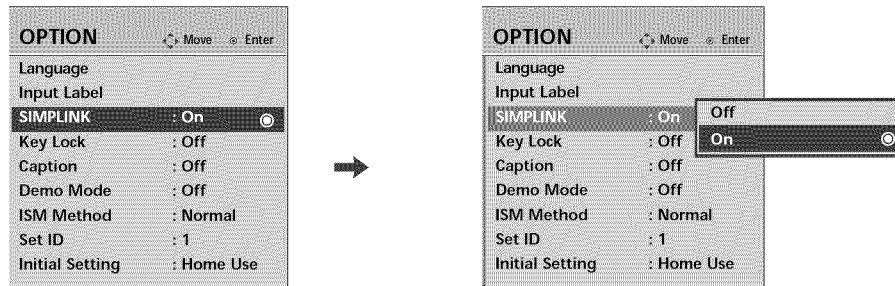 OPTION Move Enter
Language
Input Label
SIMPLINK : On
Key Lock : Off
Caption : Off
Demo Mode : Off
ISM Method : Normal
Set ID : 1
Initial Setting : Home Use
OPTION Move Enter
Language
Input Label
SIMPLINK : On
Key Lock : Off
Caption : Off
Demo Mode : Off
ISM Method : Normal
Set ID : 1
Initial Setting : Home Use
Off
On